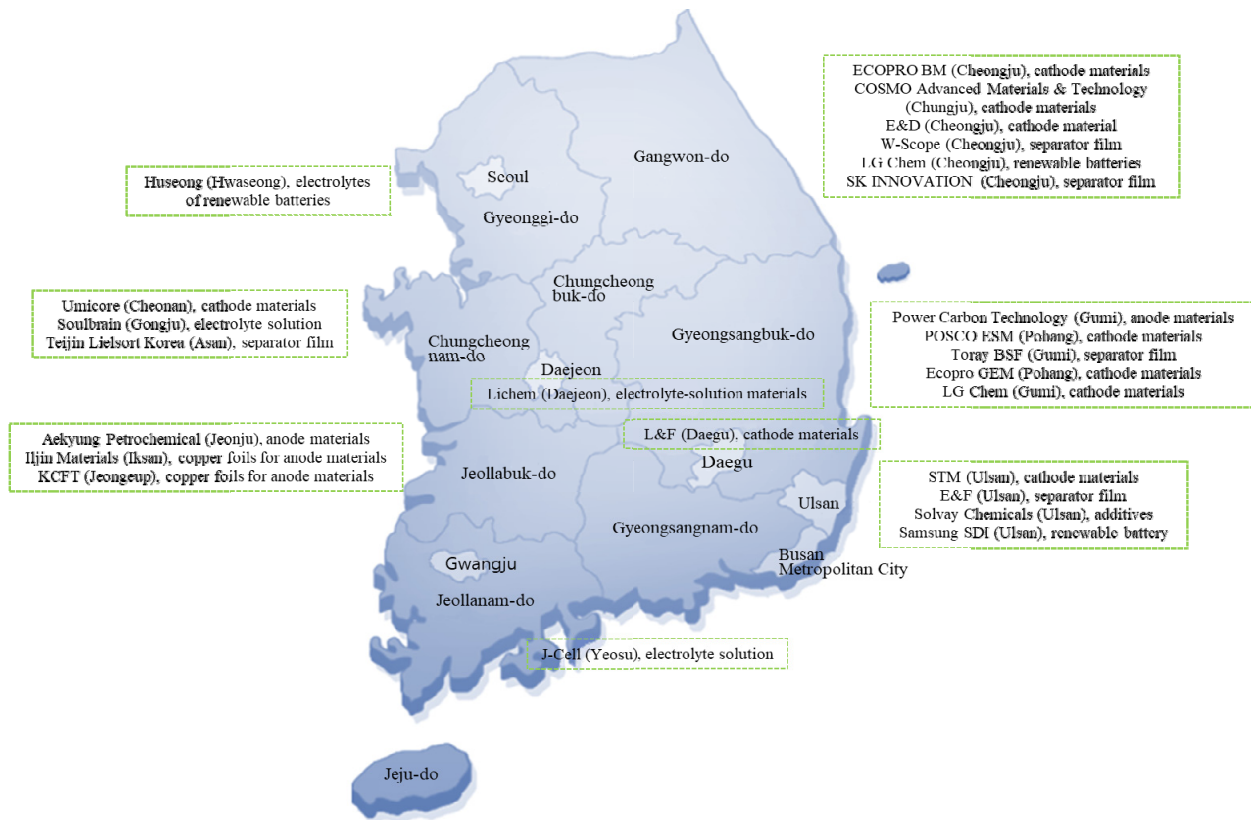 ECOPRO BM (Cheongju), cathode materials
COSMO Advanced Materials & Technology
(Chungju), cathode materials
E&D (Cheongju), cathode material
W-Scope (Cheongju), separator film
LG Chem (Cheongju), renewable batteries
SK INNOVATION (Cheongju), separator film
Gangwon-do
Seoul
Gyeonggi-do
Huseong (Hwaseong), electrolytes
of renewable batteries
Chungcheong
buk-do
Umicore (Cheonan), cathode materials
Soulbrain (Gongju), electrolyte solution
Teijin Lielsort Korea (Asan), separator film
Chungcheong
nam-do
Gyeongsangbuk-do
Power Carbon Technology (Gumi), anode materials
POSCO ESM (Pohang), cathode materials
Toray BSF (Gumi), separator film
Ecopro GEM (Pohang), cathode materials
LG Chem (Gumi), cathode materials
Daejeon
Lichem (Daejeon), electrolyte-solution materials
L&F (Daegu), cathode materials
Daegu
Aekyung Petrochemical (Jeonju), anode materials
Iljin Materials (Iksan), copper foils for anode materials
KCFT (Jeongeup), copper foils for anode materials
Jeollabuk-do
STM (Ulsan), cathode materials
E&F (Ulsan), separator film
Solvay Chemicals (Ulsan), additives
Samsung SDI (Ulsan), renewable battery
Ulsan
Gyeongsangnam-do
Busan
Metropolitan City
Gwangju
Jeollanam-do
J-Cell (Yeosu), electrolyte solution
Jeju-do